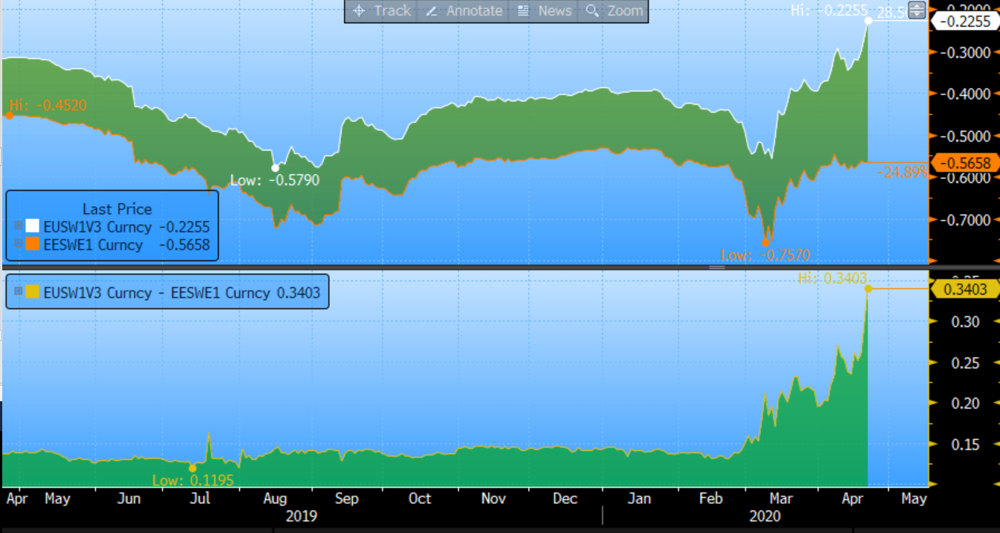 Track Annotate News Zoom
Hi: -0.2255
-0.2255
-0.3000
-0.4000
-0.5000
-0.5658
-0.6000
-0.7000
Hi: -0.4520
Low: -0.5790
-24.89%
Low: -0.7570
Last Price
EUSW1V3 Curncy -0.2255
EESWE1 Curncy -0.5658
EUSW1V3 Curncy - EESWE1 Curncy 0.3403
Hi: 0.3403
0.3403
0.30
0.25
0.20
0.15
Low: 0.1195
Apr May Jun Jul Aug Sep Oct Nov Dec Jan Feb Mar Apr May
2019 2020